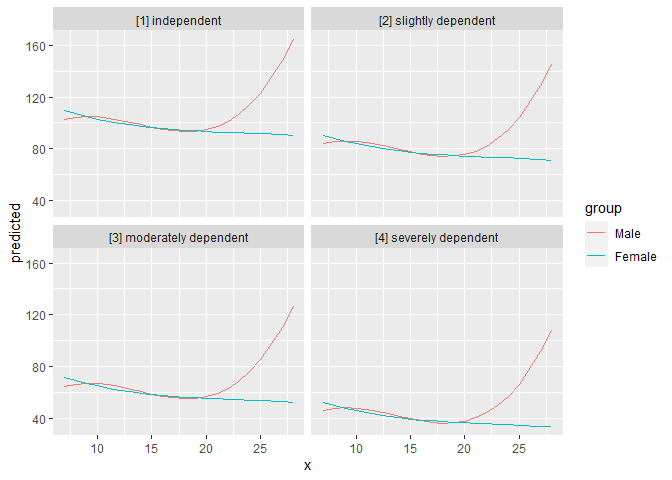 [1] independent
[2] slightly dependent
160
120
80
40
[3] moderately dependent
[4] severely dependent
160
120
80
40
10
15
20
25
10
15
20
25
x
predicted
group
Male
Female